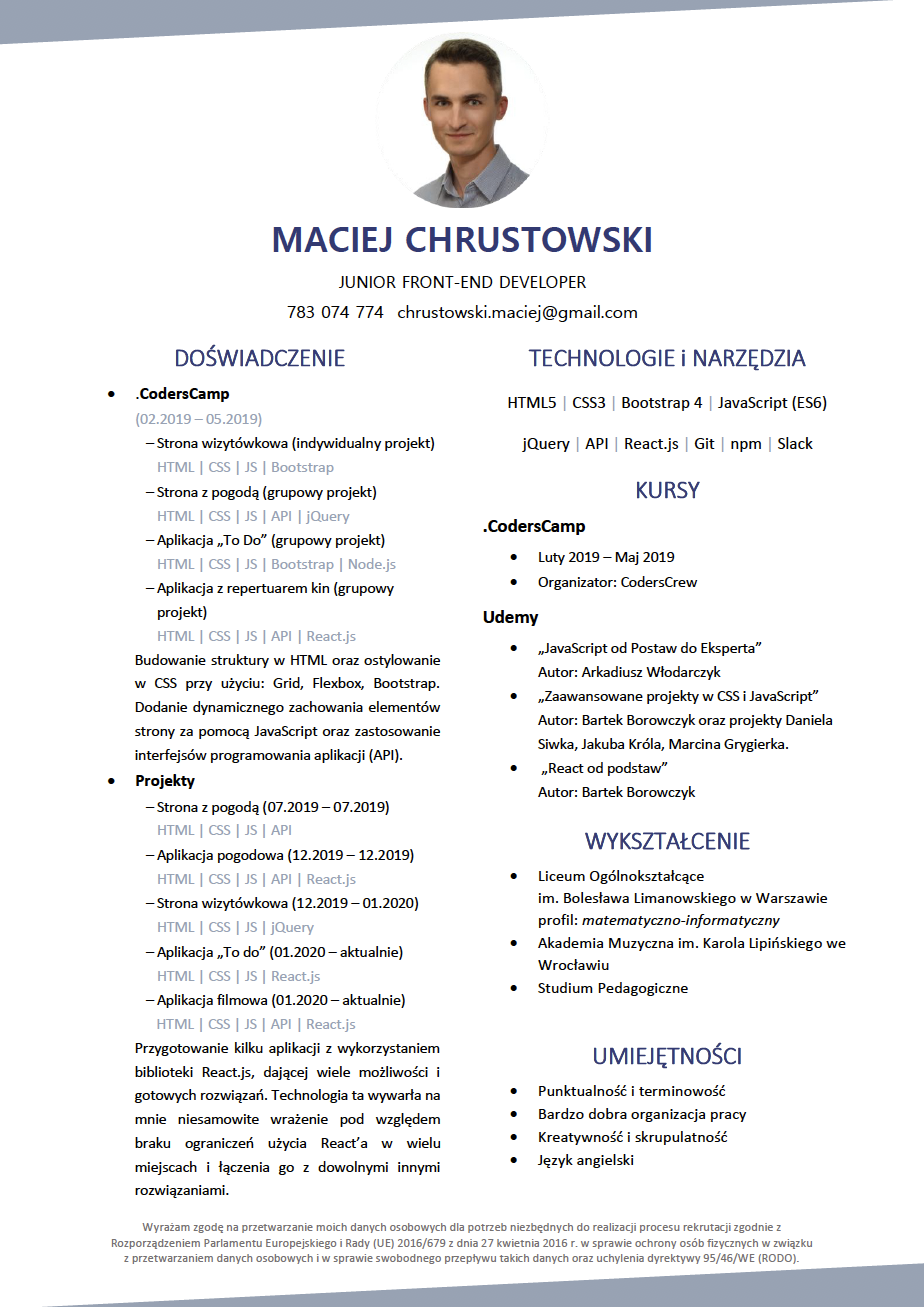 MACIEJ CHRUSTOWSKI
JUNIOR FRONT-END DEVELOPER
783 074 774 chrustowski.maciej@gmail.com
DOŚWIADCZENIE
• .CodersCamp
(02.2019 – 05.2019)
– Strona wizytówkowa (indywidualny projekt)
HTML | CSS | JS | Bootstrap
– Strona z pogodą (grupowy projekt)
HTML | CSS | JS | API | jQuery
– Aplikacja „To Do” (grupowy projekt)
HTML | CSS | JS | Bootstrap | Node.js
– Aplikacja z repertuarem kin (grupowy
projekt)
HTML | CSS | JS | API | React.js
Budowanie struktury w HTML oraz ostylowanie
w CSS przy użyciu: Grid, Flexbox, Bootstrap.
Dodanie dynamicznego zachowania elementów
strony za pomocą JavaScript oraz zastosowanie
interfejsów programowania aplikacji (API).
• Projekty
– Strona z pogodą (07.2019 – 07.2019)
HTML | CSS | JS | API
– Aplikacja pogodowa (12.2019 – 12.2019)
HTML | CSS | JS | API | React.js
– Strona wizytówkowa (12.2019 – 01.2020)
HTML | CSS | JS | jQuery
– Aplikacja „To do” (01.2020 – aktualnie)
HTML | CSS | JS | React.js
– Aplikacja filmowa (01.2020 – aktualnie)
HTML | CSS | JS | API | React.js
Przygotowanie kilku aplikacji z wykorzystaniem
biblioteki React.js, dającej wiele możliwości i
gotowych rozwiązań. Technologia ta wywarła na
mnie niesamowite wrażenie pod względem
braku ograniczeń użycia React’a w wielu
miejscach i łączenia go z dowolnymi innymi
rozwiązaniami.
TECHNOLOGIE i NARZĘDZIA
HTML5 | CSS3 | Bootstrap 4 | JavaScript (ES6)
jQuery | API | React.js | Git | npm | Slack
KURSY
.CodersCamp
• Luty 2019 – Maj 2019
• Organizator: CodersCrew
Udemy
• „JavaScript od Postaw do Eksperta”
Autor: Arkadiusz Włodarczyk
• „Zaawansowane projekty w CSS i JavaScript”
Autor: Bartek Borowczyk oraz projekty Daniela
Siwka, Jakuba Króla, Marcina Grygierka.
• „React od podstaw”
Autor: Bartek Borowczyk
WYKSZTAŁCENIE
• Liceum Ogólnokształcące
im. Bolesława Limanowskiego w Warszawie
profil: matematyczno-informatyczny
• Akademia Muzyczna im. Karola Lipińskiego we
Wrocławiu
• Studium Pedagogiczne
UMIEJĘTNOŚCI
• Punktualność i terminowość
• Bardzo dobra organizacja pracy
• Kreatywność i skrupulatność
• Język angielski
Wyrażam zgodę na przetwarzanie moich danych osobowych dla potrzeb niezbędnych do realizacji procesu rekrutacji zgodnie z
Rozporządzeniem Parlamentu Europejskiego i Rady (UE) 2016/679 z dnia 27 kwietnia 2016 r. w sprawie ochrony osób fizycznych w związku
z przetwarzaniem danych osobowych i w sprawie swobodnego przepływu takich danych oraz uchylenia dyrektywy 95/46/WE (RODO).